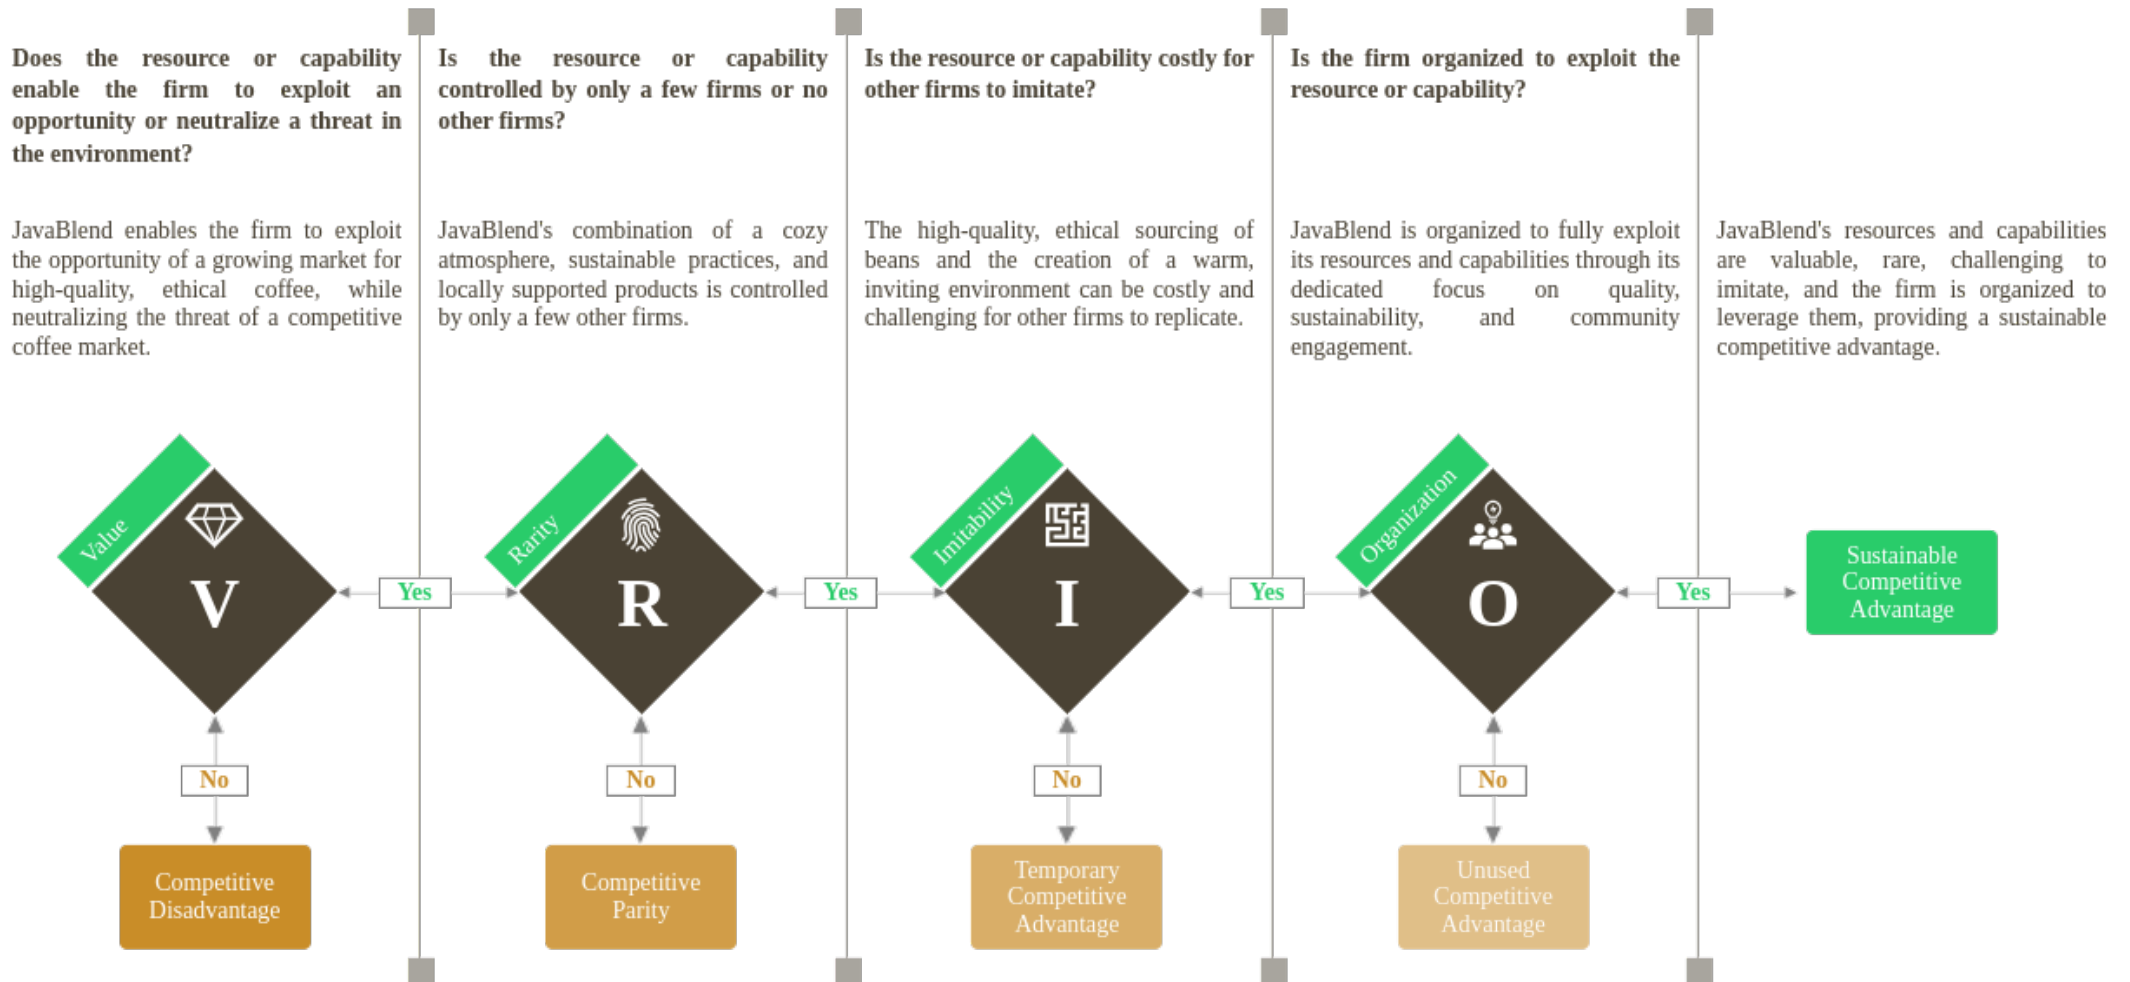 Does the resource or capability
enable the firm to exploit an
opportunity or neutralize a threat in
the environment?
Is the resource or capability
controlled by only a few firms or no
other firms?
Is the resource or capability costly for
other firms to imitate?
Is the firm organized to exploit the
resource or capability?
JavaBlend enables the firm to exploit
the opportunity of a growing market for
high-quality, ethical coffee, while
neutralizing the threat of a competitive
coffee market.
JavaBlend's combination of a cozy
atmosphere, sustainable practices, and
locally supported products is controlled
by only a few other firms.
The high-quality, ethical sourcing of
beans and the creation of a warm,
inviting environment can be costly and
challenging for other firms to replicate.
JavaBlend is organized to fully exploit
its resources and capabilities through its
dedicated focus on quality,
sustainability, and community
engagement.
JavaBlend's resources and capabilities
are valuable, rare, challenging to
imitate, and the firm is organized to
leverage them, providing a sustainable
competitive advantage.
Value
V
Yes
Rarity
R
Yes
Imitability
I
Yes
Organization
O
Yes
Sustainable
Competitive
Advantage
No
No
No
No
Competitive
Disadvantage
Competitive
Parity
Temporary
Competitive
Advantage
Unused
Competitive
Advantage